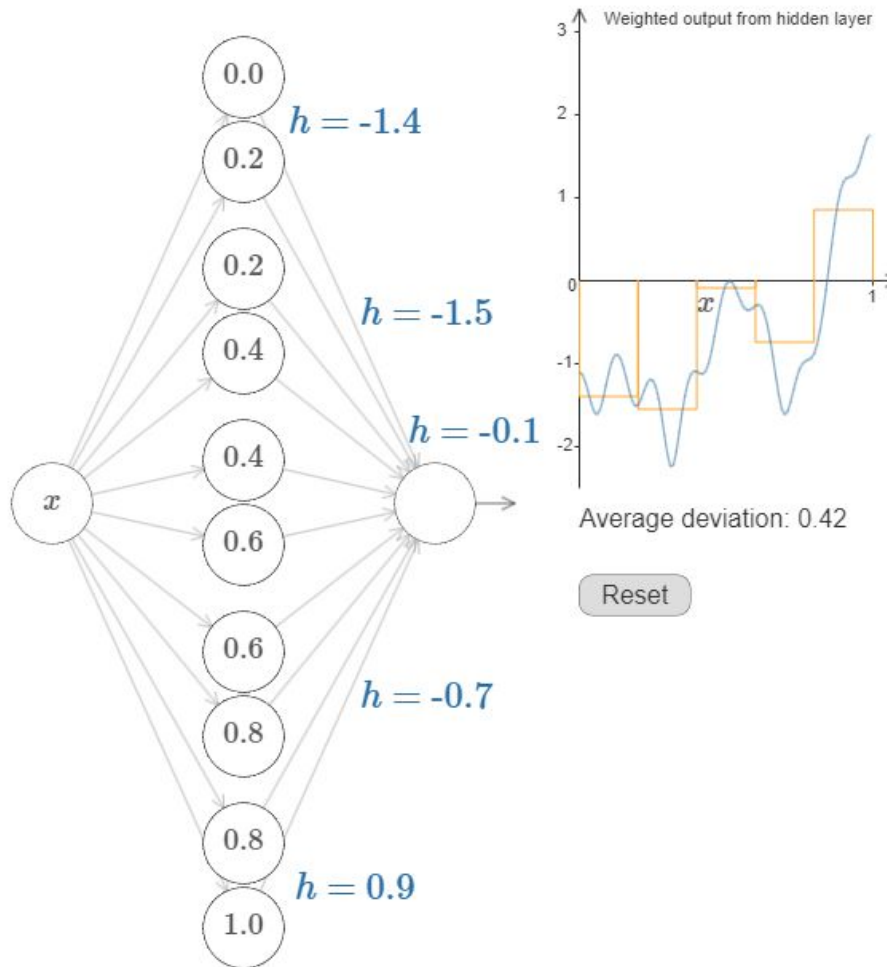 0.0
h = -1.4
0.2
0.2
h = -1.5
0.4
h = -0.1
0.4
x
0.6
0.6
h = -0.7
0.8
0.8
h = 0.9
1.0
Weighted output from hidden layer
3
2
1
0
x
1
-1
-2
Average deviation: 0.42
Reset